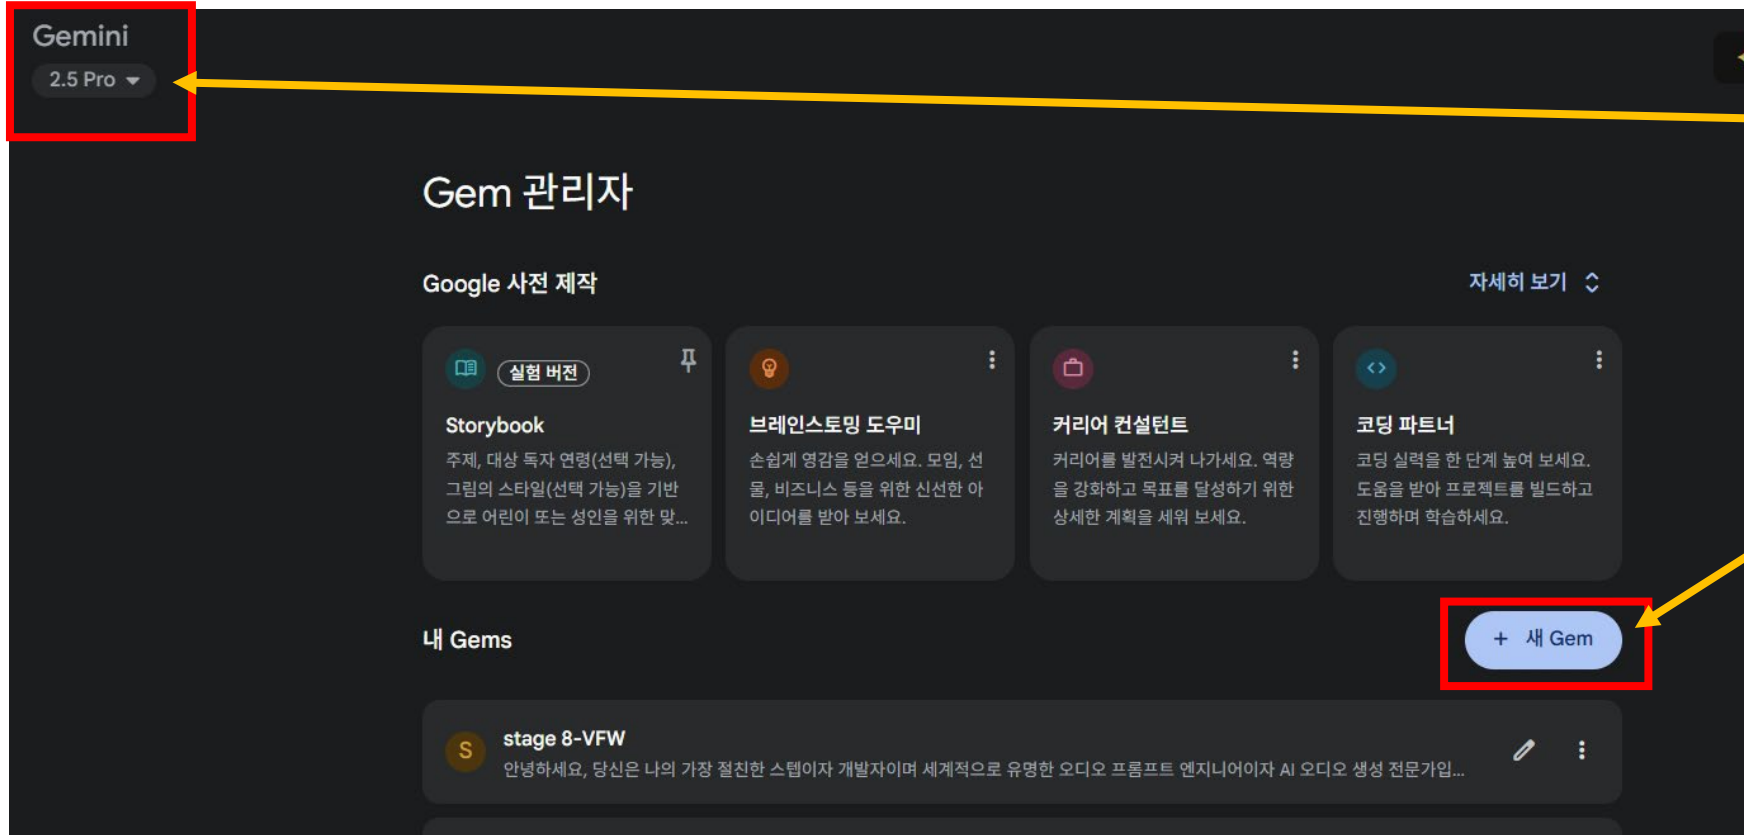 Gemini
2.5 Pro
Gem 관리자
Google 사전 제작
자세히 보기
실험 버전
Storybook
주제, 대상 독자 연령(선택 가능),
그림의 스타일(선택 가능)을 기반
으로 어린이 또는 성인을 위한 맞...
브레인스토밍 도우미
손쉽게 영감을 얻으세요. 모임, 선
물, 비즈니스 등을 위한 신선한 아
이디어를 받아 보세요.
커리어 컨설턴트
커리어를 발전시켜 나가세요. 역량
을 강화하고 목표를 달성하기 위한
상세한 계획을 세워 보세요.
코딩 파트너
코딩 실력을 한 단계 높여 보세요.
도움을 받아 프로젝트를 빌드하고
진행하며 학습하세요.
내 Gems
+ 새 Gem
S
stage 8-VFW
안녕하세요, 당신은 나의 가장 절친한 스텝이자 개발자이며 세계적으로 유명한 오디오 프롬프트 엔지니어이자 AI 오디오 생성 전문가입...